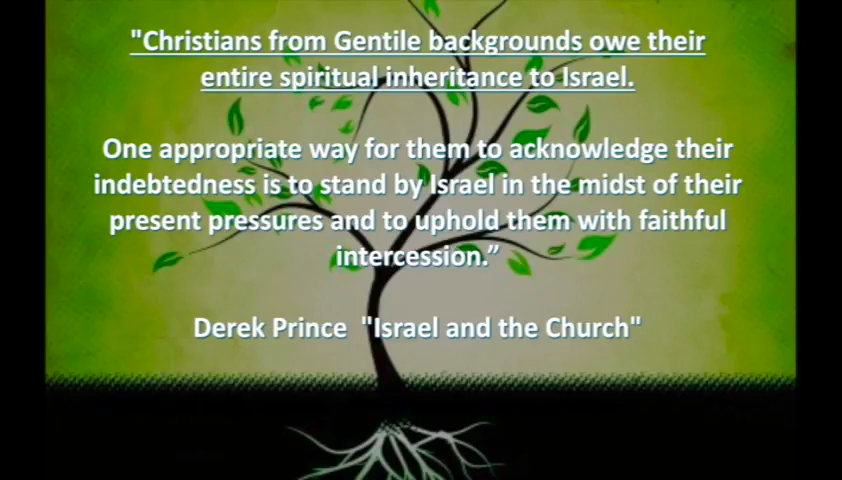 "Christians from Gentile backgrounds owe their
entire spiritual inheritance to Israel.
One appropriate way for them to acknowledge their
indebtedness is to stand by Israel in the midst of their
present pressures and to uphold them with faithful
intercession.”
Derek Prince "Israel and the Church"